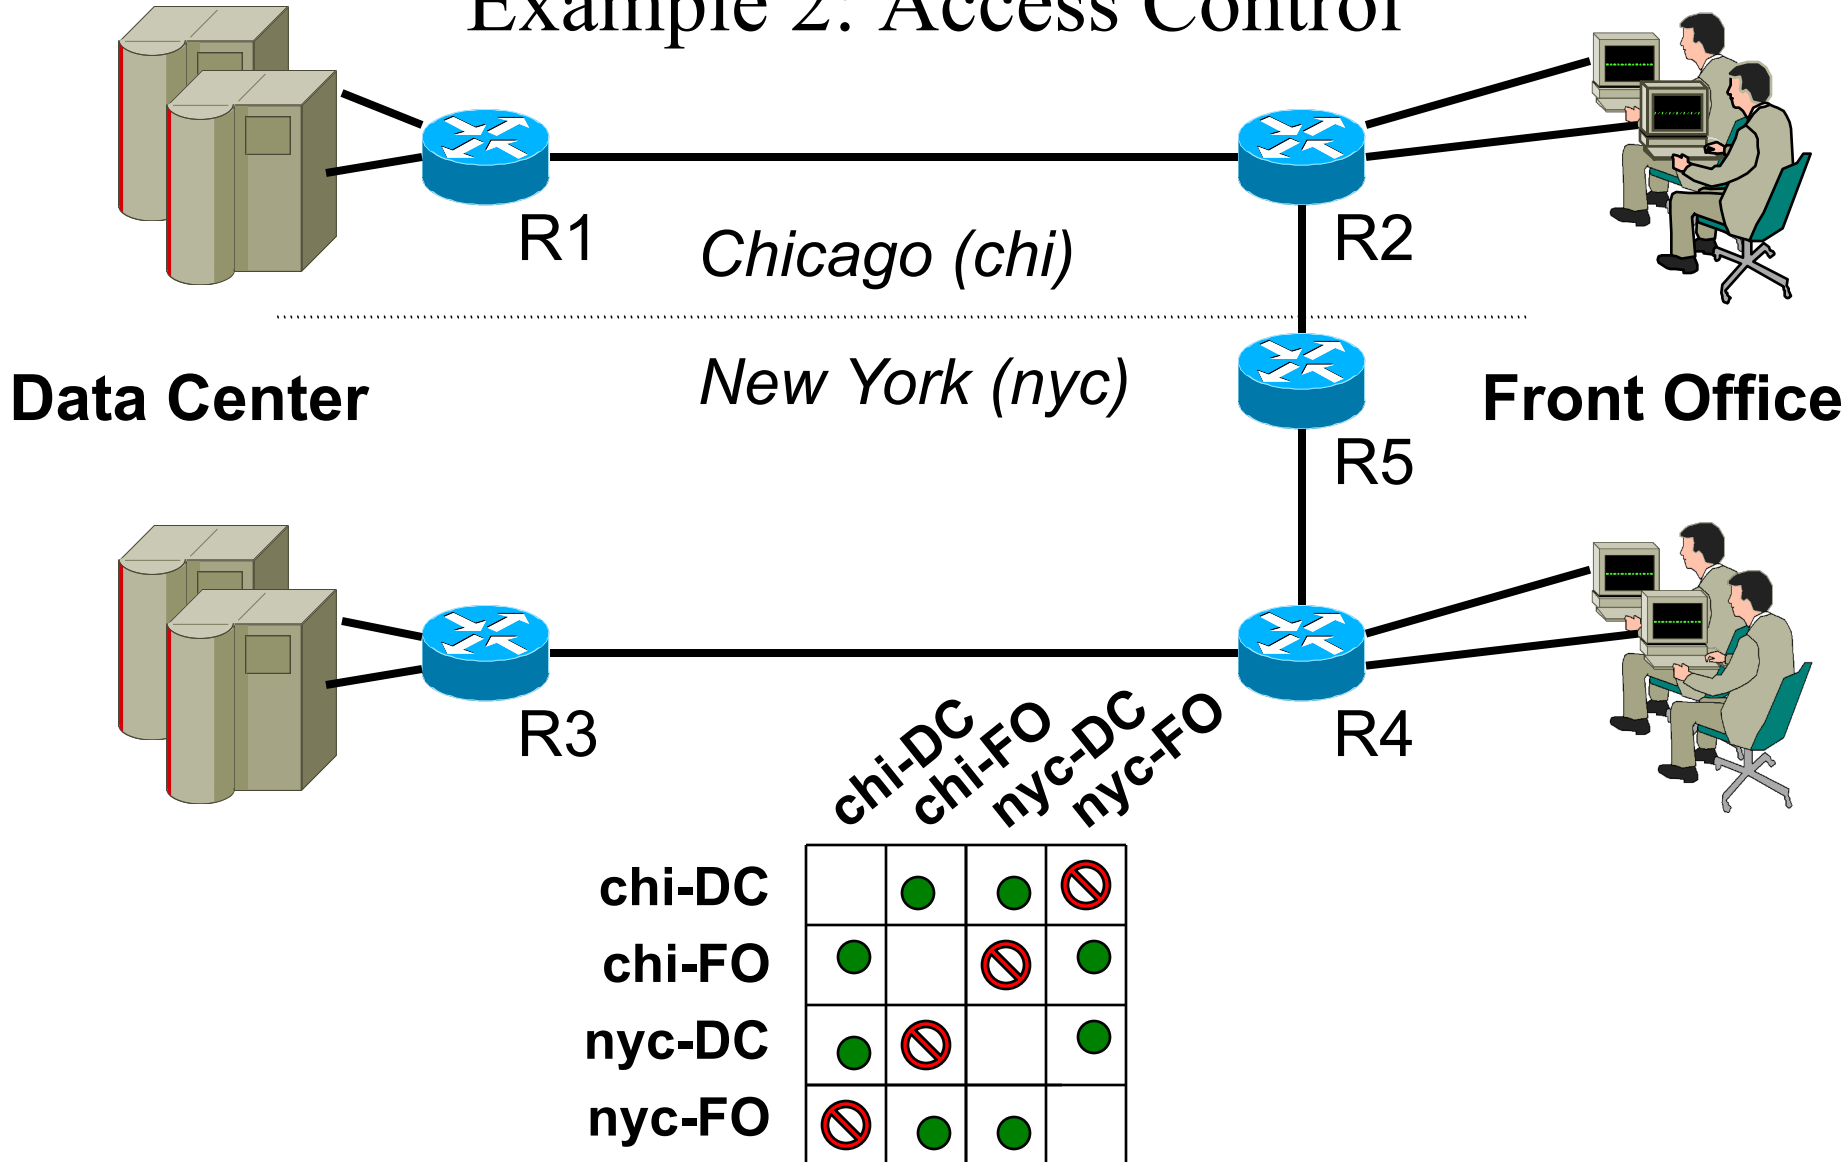 Example 2: Access Control
R1
R2
Chicago (chi)
New York (nyc)
Data Center
Front Office
R5
R3
R4
chi-DC
chi-FO
nyc-DC
nyc-FO
chi-DC
chi-FO
nyc-DC
nyc-FO